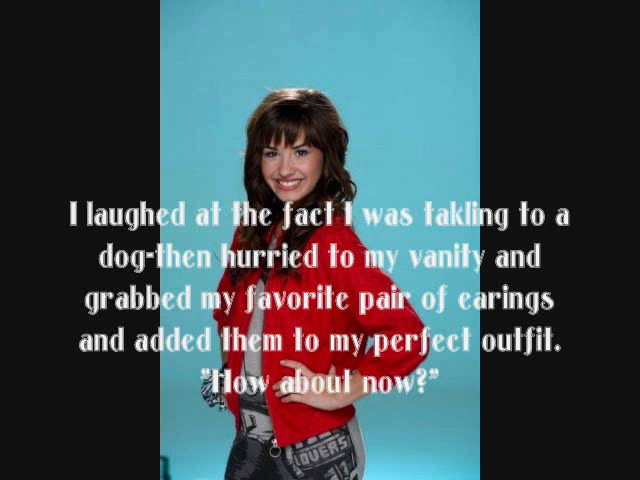 I laughed at the fact I was takling to a
dog-then hurried to my vanity and
grabbed my favorite pair of earings
and added them to my perfect outfit.
"How about now?"
LOVERS